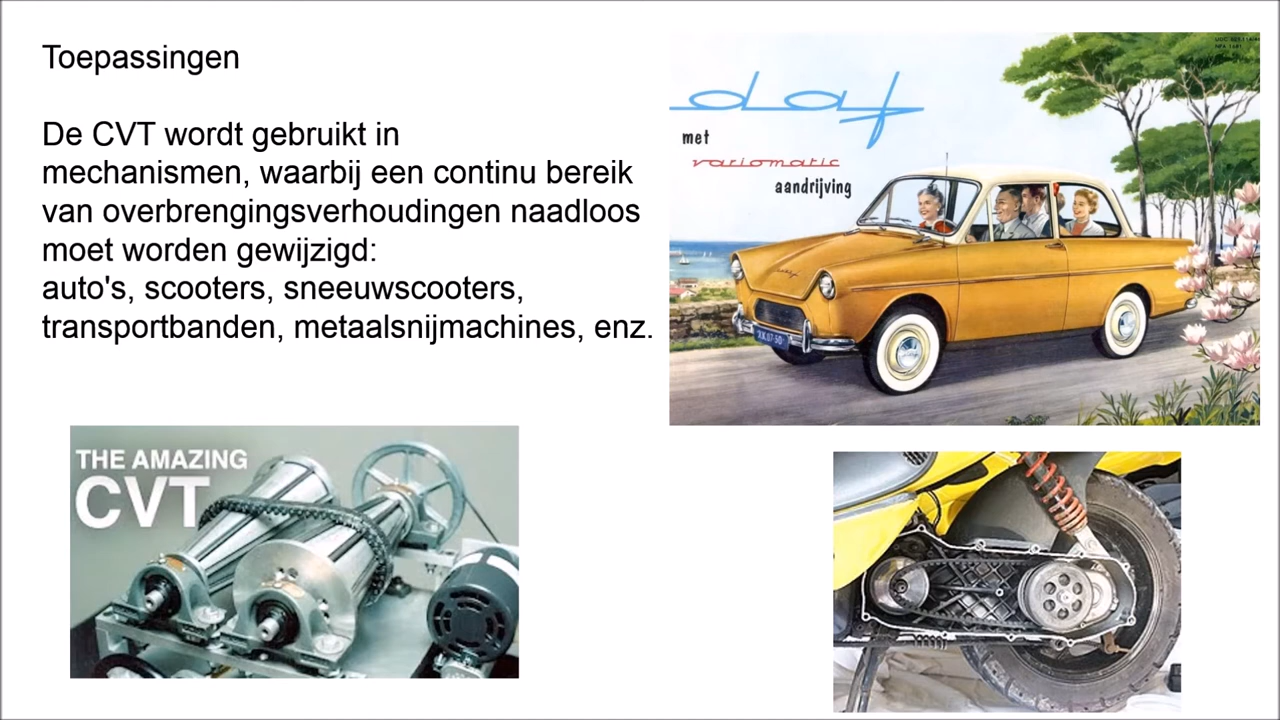 Toepassingen
De CVT wordt gebruikt in
mechanismen, waarbij een continu bereik
van overbrengingsverhoudingen naadloos
moet worden gewijzigd:
auto's, scooters, sneeuwscooters,
transportbanden, metaalsnijmachines, enz.
daf
met
variomatic
aandrijving
THE AMAZING
CVT